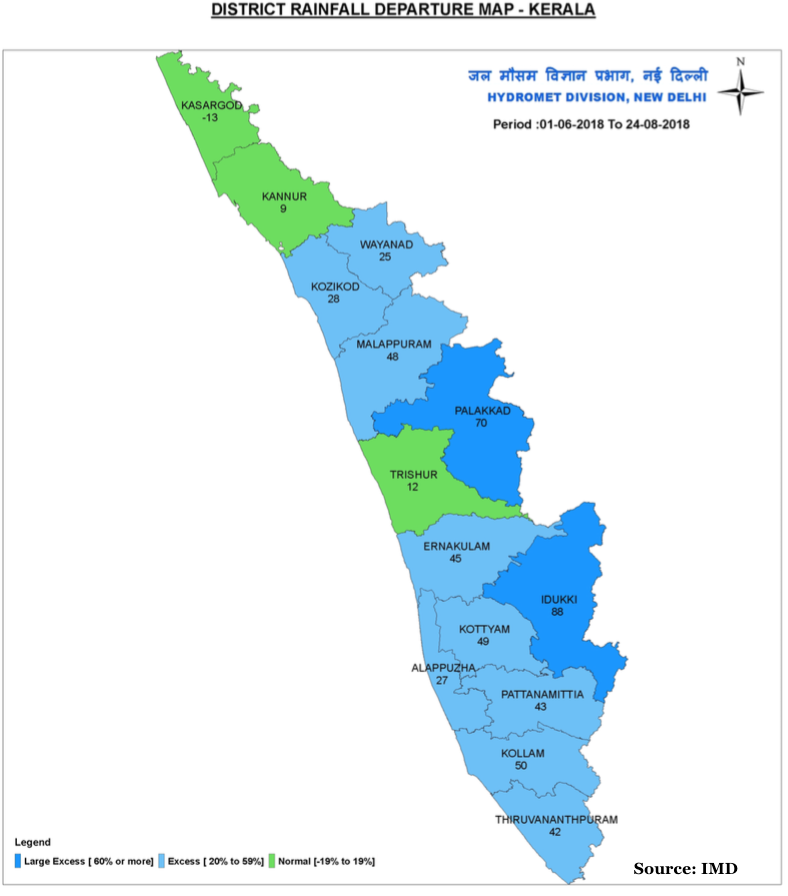 DISTRICT RAINFALL DEPARTURE MAP - KERALA
जल मौसम विज्ञान प्रभाग, नई दिल्ली
HYDROMET DIVISION, NEW DELHI
N
Period :01-06-2018 To 24-08-2018
KASARGOD
-13
KANNUR
9
WAYANAD
25
KOZIKOD
28
MALAPPURAM
48
PALAKKAD
70
TRISHUR
12
ERNAKULAM
45
IDUKKI
88
KOTTYAM
49
ALAPPUZHA
27
PATTANAMITTIA
43
KOLLAM
50
THIRUVANANTHPURAM
42
Legend
Large Excess [ 60% or more] Excess [ 20% to 59%] Normal [-19% to 19%]
Source: IMD